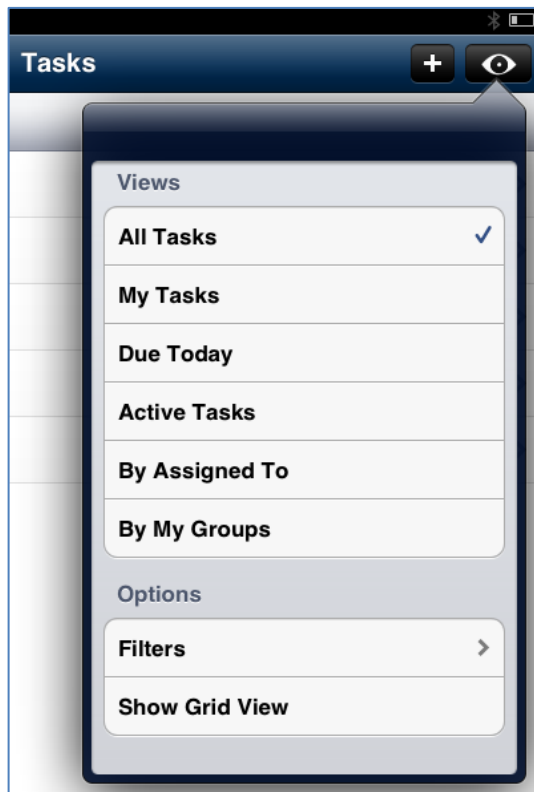 Tasks
Views
All Tasks
My Tasks
Due Today
Active Tasks
By Assigned To
By My Groups
Options
Filters
Show Grid View